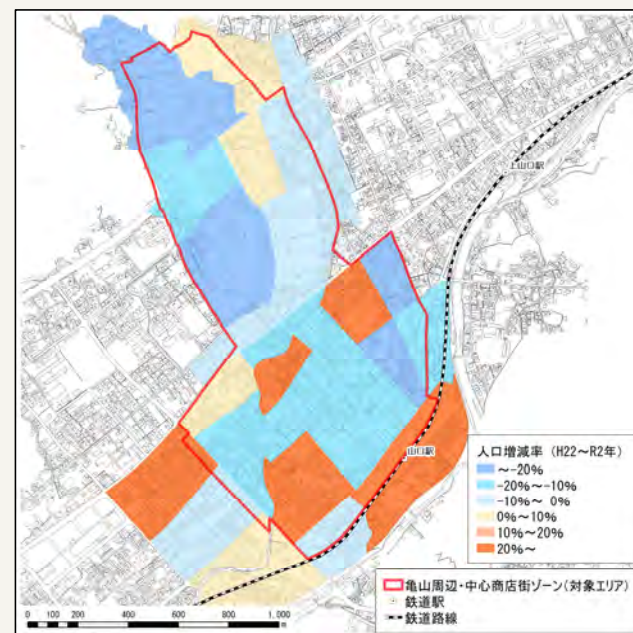 上山口駅
山口駅
人口増減率（H22～R2年）
～-20%
-20%～-10%
-10%～ 0%
0%～10%
10%～20%
20%～
亀山周辺・中心商店街ゾーン(対象エリア)
鉄道駅
鉄道路線
0 100 200 400 600 800 1,000
m